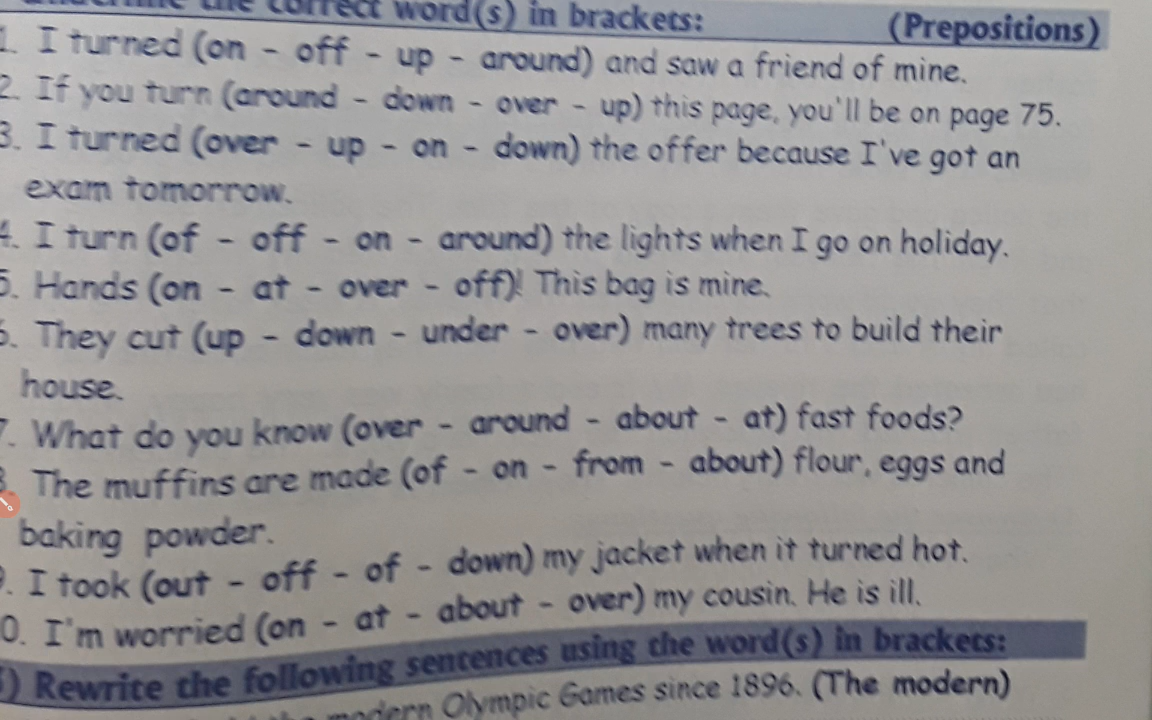 the correct word(s) in brackets: (Prepositions)
1. I turned (on - off - up - around) and saw a friend of mine.
2. If you turn (around - down - over - up) this page, you'll be on page 75.
3. I turned (over - up - on - down) the offer because I've got an
exam tomorrow.
4. I turn (of - off - on - around) the lights when I go on holiday.
5. Hands (on - at - over - off)! This bag is mine.
6. They cut (up - down - under - over) many trees to build their
house.
7. What do you know (over - around - about - at) fast foods?
8. The muffins are made (of - on - from - about) flour, eggs and
baking powder.
9. I took (out - off - of - down) my jacket when it turned hot.
0. I'm worried (on - at - about - over) my cousin. He is ill.
) Rewrite the following sentences using the word(s) in brackets:
the modern Olympic Games since 1896. (The modern)